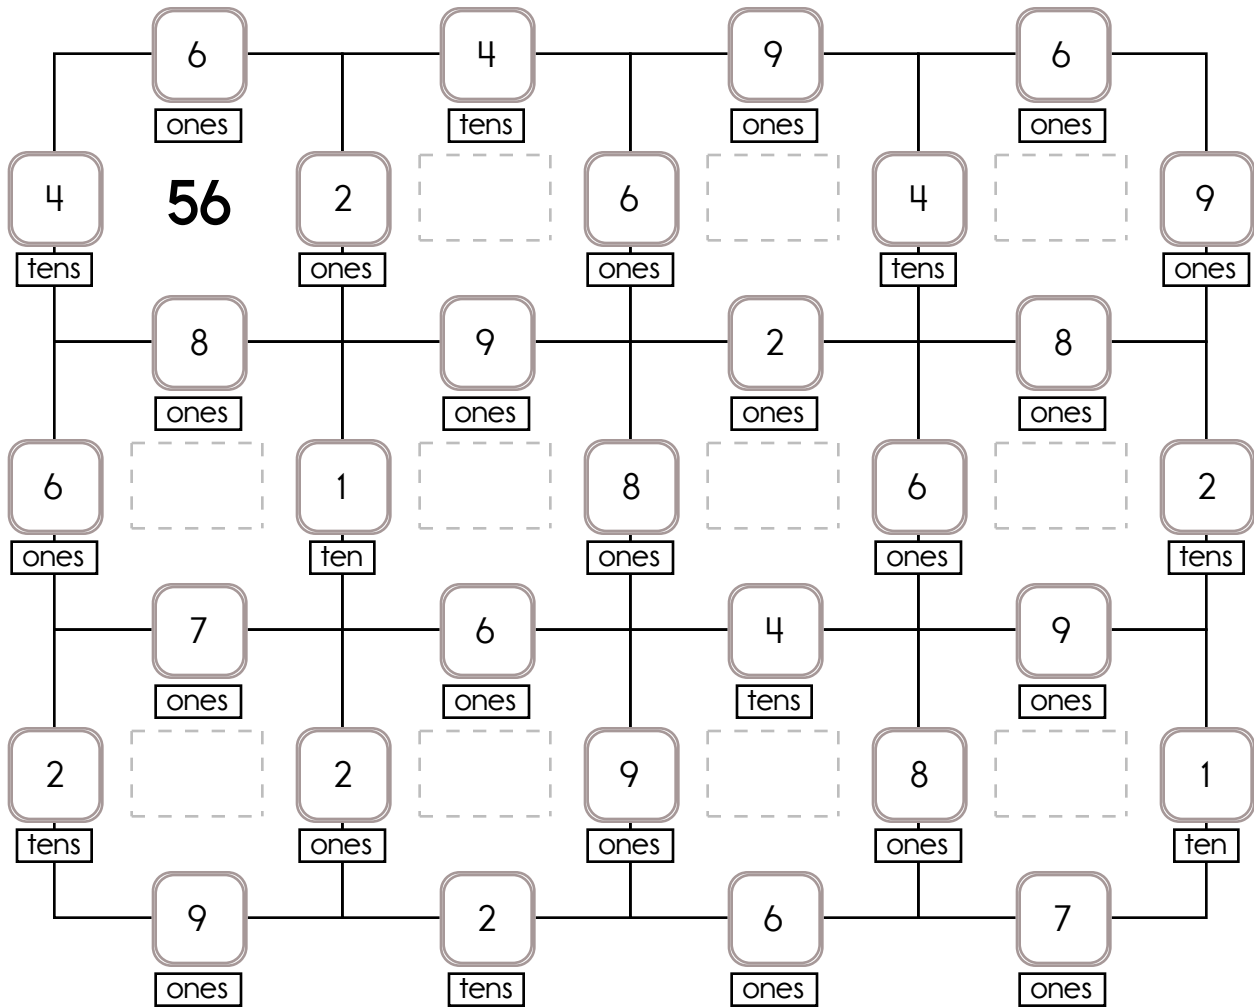 6 4 9 6
ones tens ones ones
4 56 2 6 4 9
tens ones ones tens ones
8 9 2 8
ones ones ones ones
6 1 8 6 2
ones ten ones ones tens
7 6 4 9
ones ones tens ones
2 2 9 8 1
tens ones ones ones ten
9 2 6 7
ones tens ones ones